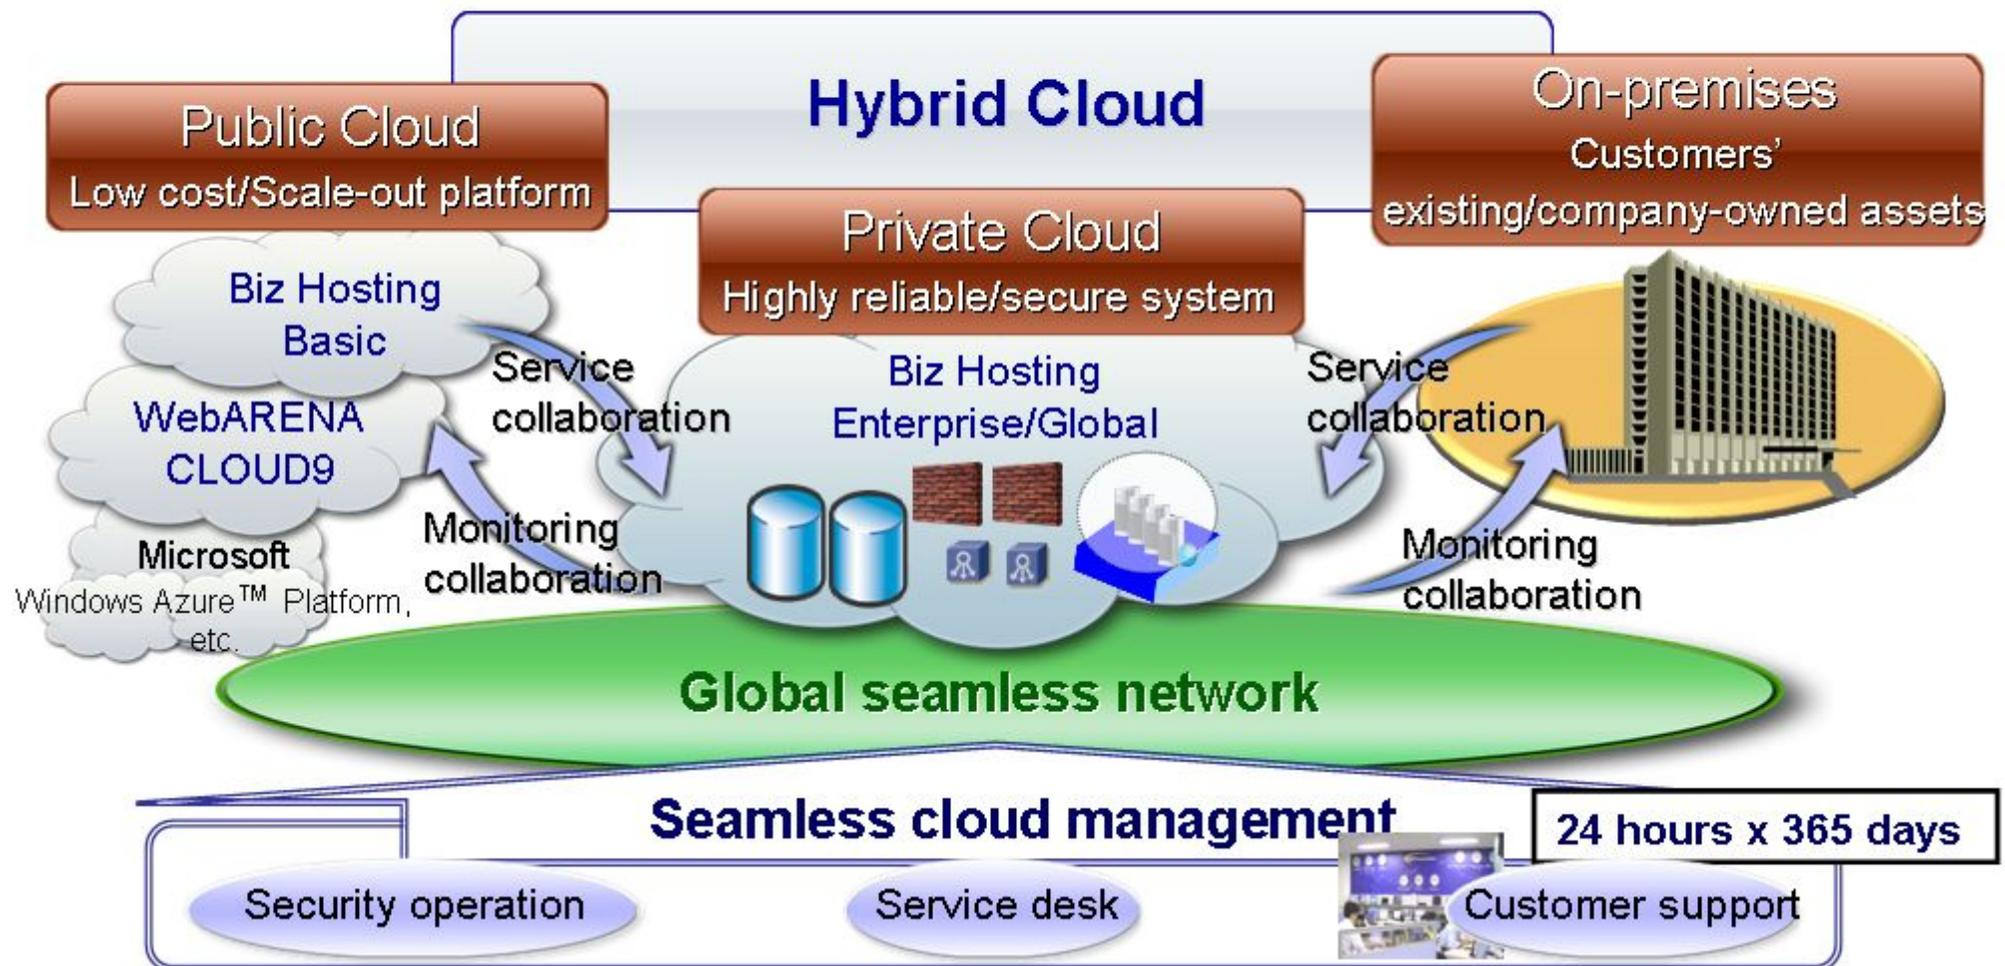 Hybrid Cloud
Public Cloud
Low cost/Scale-out platform
Private Cloud
Highly reliable/secure system
On-premises
Customers'
existing/company-owned assets
Biz Hosting
Basic
WebARENA
CLOUD9
Microsoft
Windows Azure™ Platform,
etc.
Service
collaboration
Monitoring
collaboration
Biz Hosting
Enterprise/Global
Service
collaboration
Monitoring
collaboration
Global seamless network
Seamless cloud management
24 hours x 365 days
Security operation
Service desk
Customer support